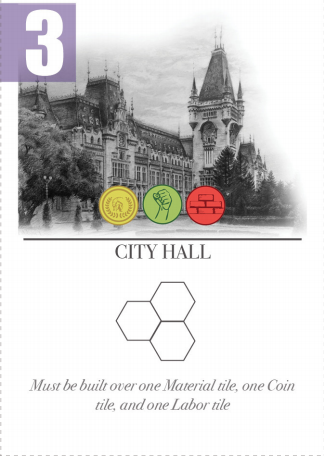 3
CITY HALL
Must be built over one Material tile, one Coin
tile, and one Labor tile